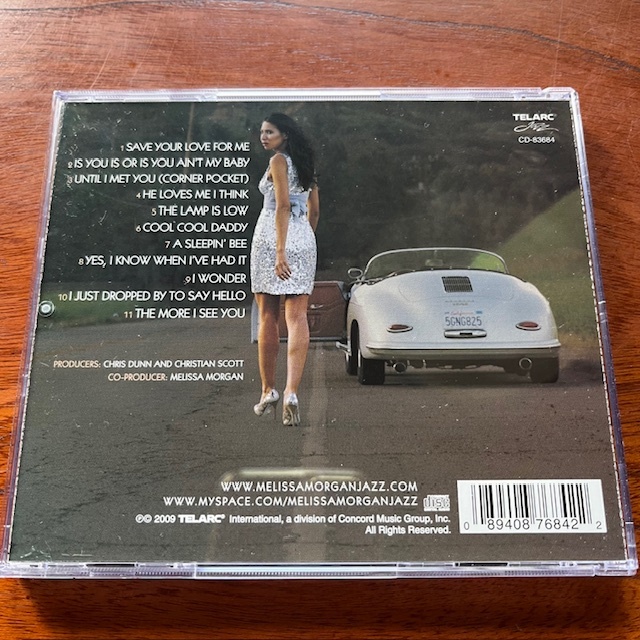 TELARC
Jazz
CD-83684
1 SAVE YOUR LOVE FOR ME
2 IS YOU IS OR IS YOU AIN'T MY BABY
3 UNTIL I MET YOU (CORNER POCKET)
4 HE LOVES ME I THINK
5 THE LAMP IS LOW
6 COOL COOL DADDY
7 A SLEEPIN' BEE
8 YES, I KNOW WHEN I'VE HAD IT
9 I WONDER
10 I JUST DROPPED BY TO SAY HELLO
11 THE MORE I SEE YOU
5GNG825
PRODUCERS: CHRIS DUNN AND CHRISTIAN SCOTT
CO-PRODUCER: MELISSA MORGAN
WWW.MELISSAMORGANJAZZ.COM
WWW.MYSPACE.COM/MELISSAMORGANJAZZ
℗© 2009 TELARC® International, a division of Concord Music Group, Inc.
All Rights Reserved.
0 89408 76842 2